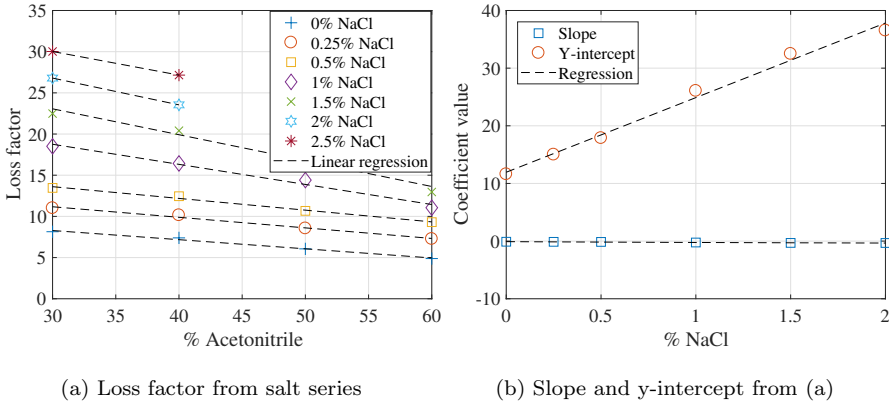 35
30
25
20
15
10
5
0
Loss factor
30
35
40
45
50
55
60
% Acetonitrile
0% NaCl
0.25% NaCl
0.5% NaCl
1% NaCl
1.5% NaCl
2% NaCl
2.5% NaCl
Linear regression
(a) Loss factor from salt series
40
30
20
10
0
-10
Coefficient value
0
0.5
1
1.5
2
% NaCl
Slope
Y-intercept
Regression
(b) Slope and y-intercept from (a)